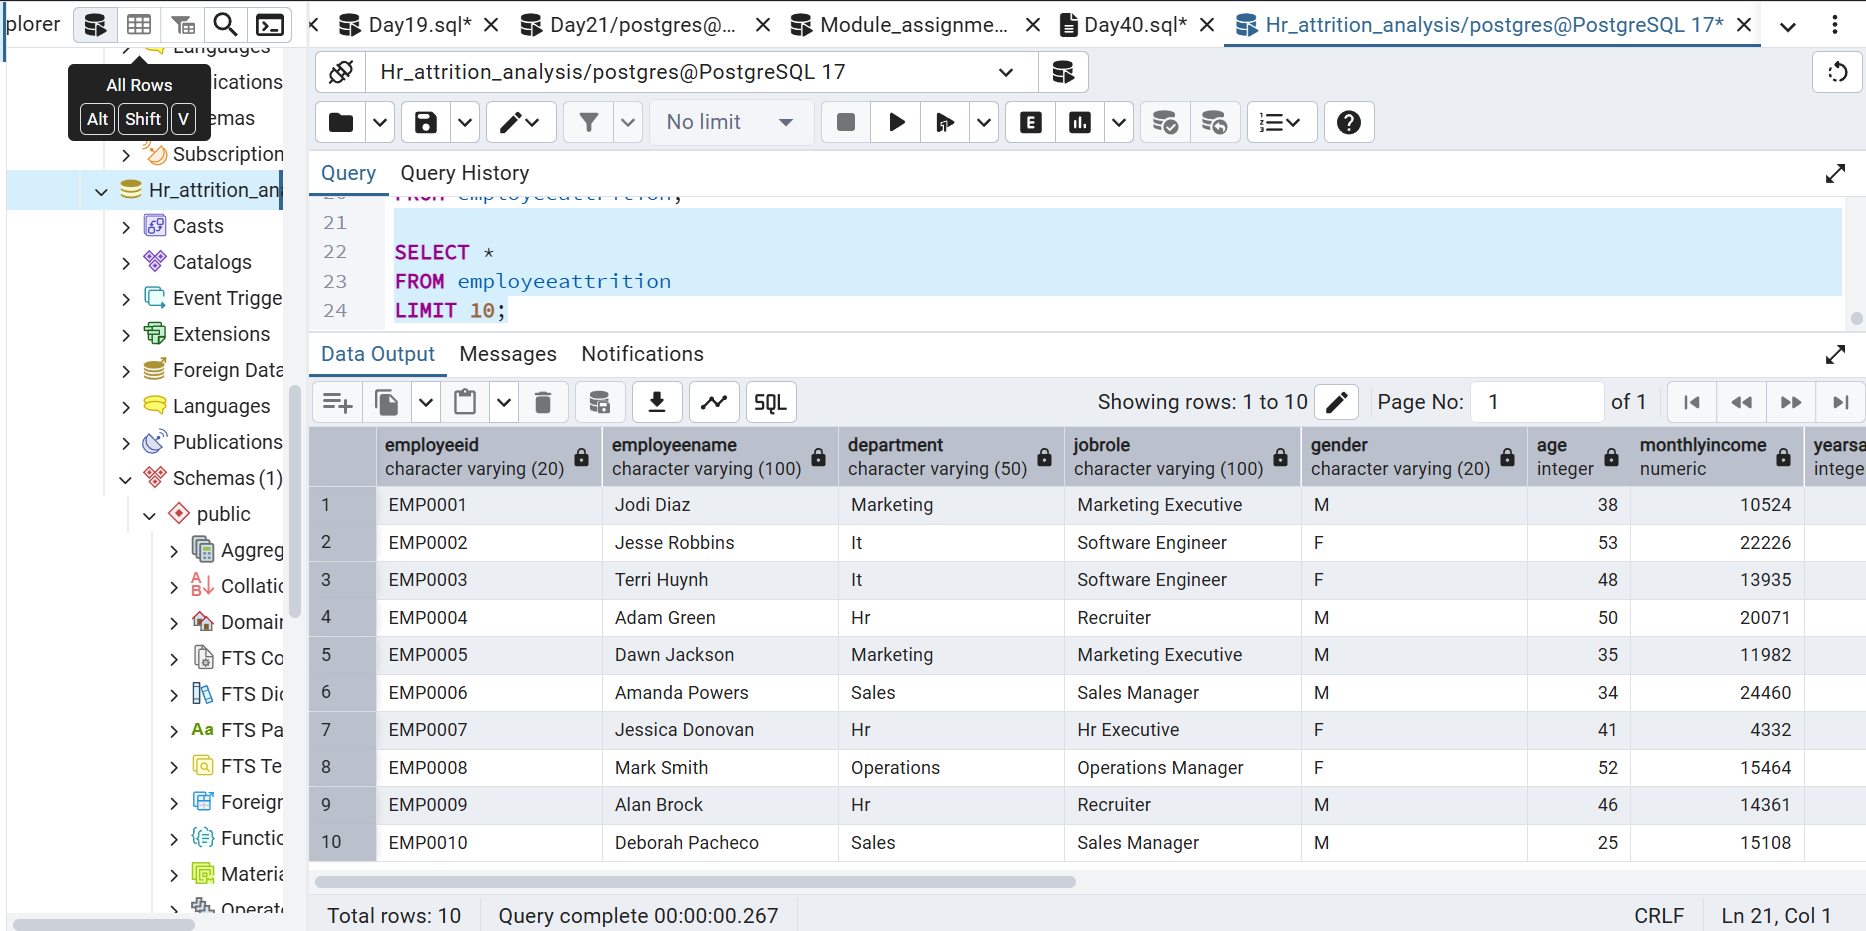 plorer
Day19.sql*
Day21/postgres@...
Module_assignme...
Day40.sql*
Hr_attrition_analysis/postgres@PostgreSQL 17*
Languages
All Rows
Alt Shift V
lications
emas
Subscription
Hr_attrition_an
Casts
Catalogs
Event Trigge
Extensions
Foreign Data
Languages
Publications
Schemas (1)
public
Aggreg
Collatic
Domair
FTS Co
FTS Dic
Aa FTS Pa
FTS Te
Foreigr
Functic
Materia
Operat
Hr_attrition_analysis/postgres@PostgreSQL 17
No limit
Query Query History
20 FROM employeeattrition;
21
22 SELECT *
23 FROM employeeattrition
24 LIMIT 10;
Data Output Messages Notifications
SQL
Showing rows: 1 to 10
Page No: 1 of 1
employeeid character varying (20)
employeename character varying (100)
department character varying (50)
jobrole character varying (100)
gender character varying (20)
age integer
monthlyincome numeric
yearsa intege
1 EMP0001 Jodi Diaz Marketing Marketing Executive M 38 10524
2 EMP0002 Jesse Robbins It Software Engineer F 53 22226
3 EMP0003 Terri Huynh It Software Engineer F 48 13935
4 EMP0004 Adam Green Hr Recruiter M 50 20071
5 EMP0005 Dawn Jackson Marketing Marketing Executive M 35 11982
6 EMP0006 Amanda Powers Sales Sales Manager M 34 24460
7 EMP0007 Jessica Donovan Hr Hr Executive F 41 4332
8 EMP0008 Mark Smith Operations Operations Manager F 52 15464
9 EMP0009 Alan Brock Hr Recruiter M 46 14361
10 EMP0010 Deborah Pacheco Sales Sales Manager M 25 15108
Total rows: 10
Query complete 00:00:00.267
CRLF
Ln 21, Col 1